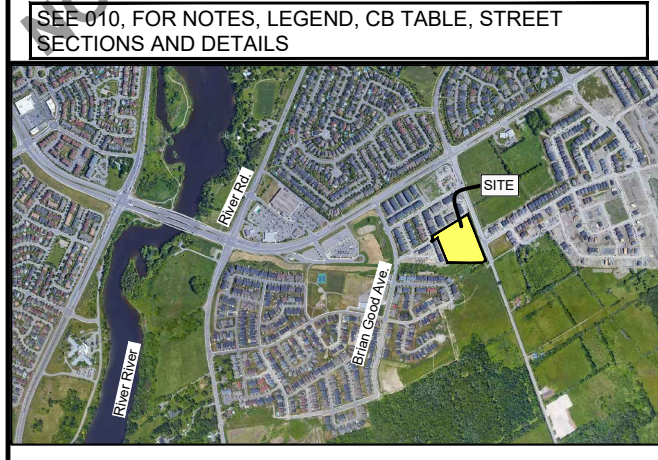 SEE 010, FOR NOTES, LEGEND, CB TABLE, STREET
SECTIONS AND DETAILS
River Rd.
SITE
Brian Good Ave.
River River